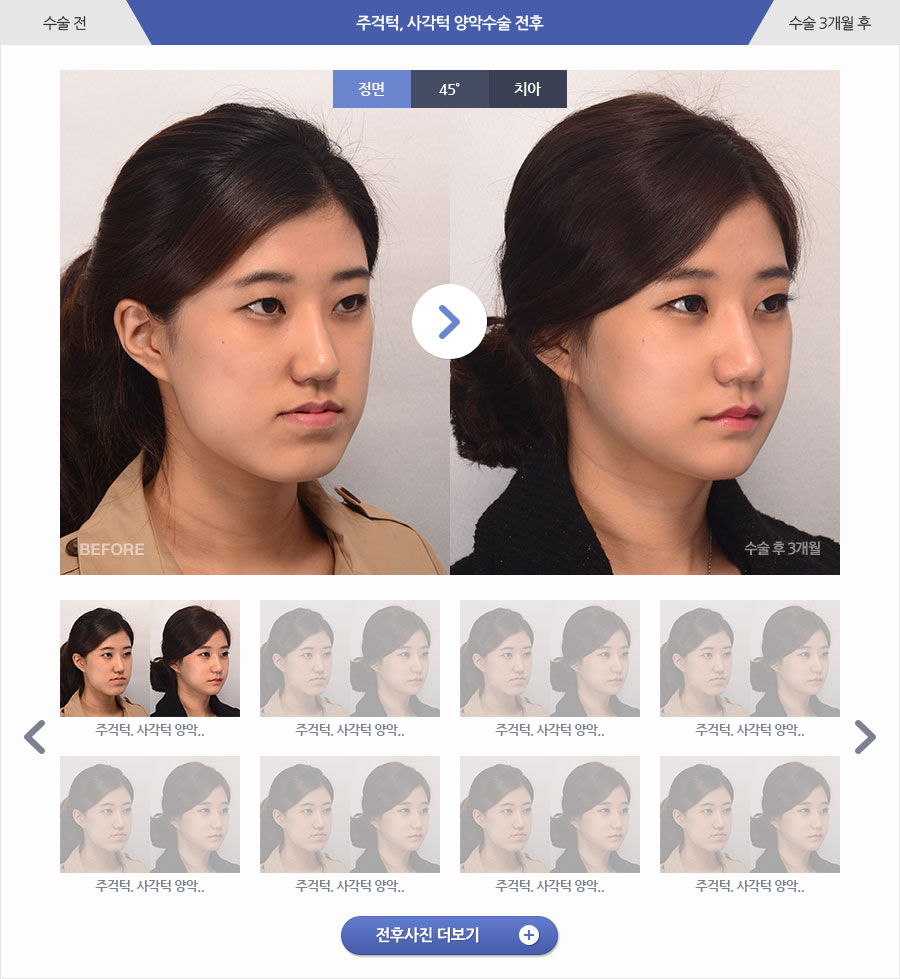 수술 전
주걱턱, 사각턱 양악수술 전후
수술 3개월 후
정면
45°
치아
BEFORE
수술 후 3개월
주걱턱, 사각턱 양악..
주걱턱, 사각턱 양악..
주걱턱, 사각턱 양악..
주걱턱, 사각턱 양악..
주걱턱, 사각턱 양악..
주걱턱, 사각턱 양악..
주걱턱, 사각턱 양악..
주걱턱, 사각턱 양악..
전후사진 더보기